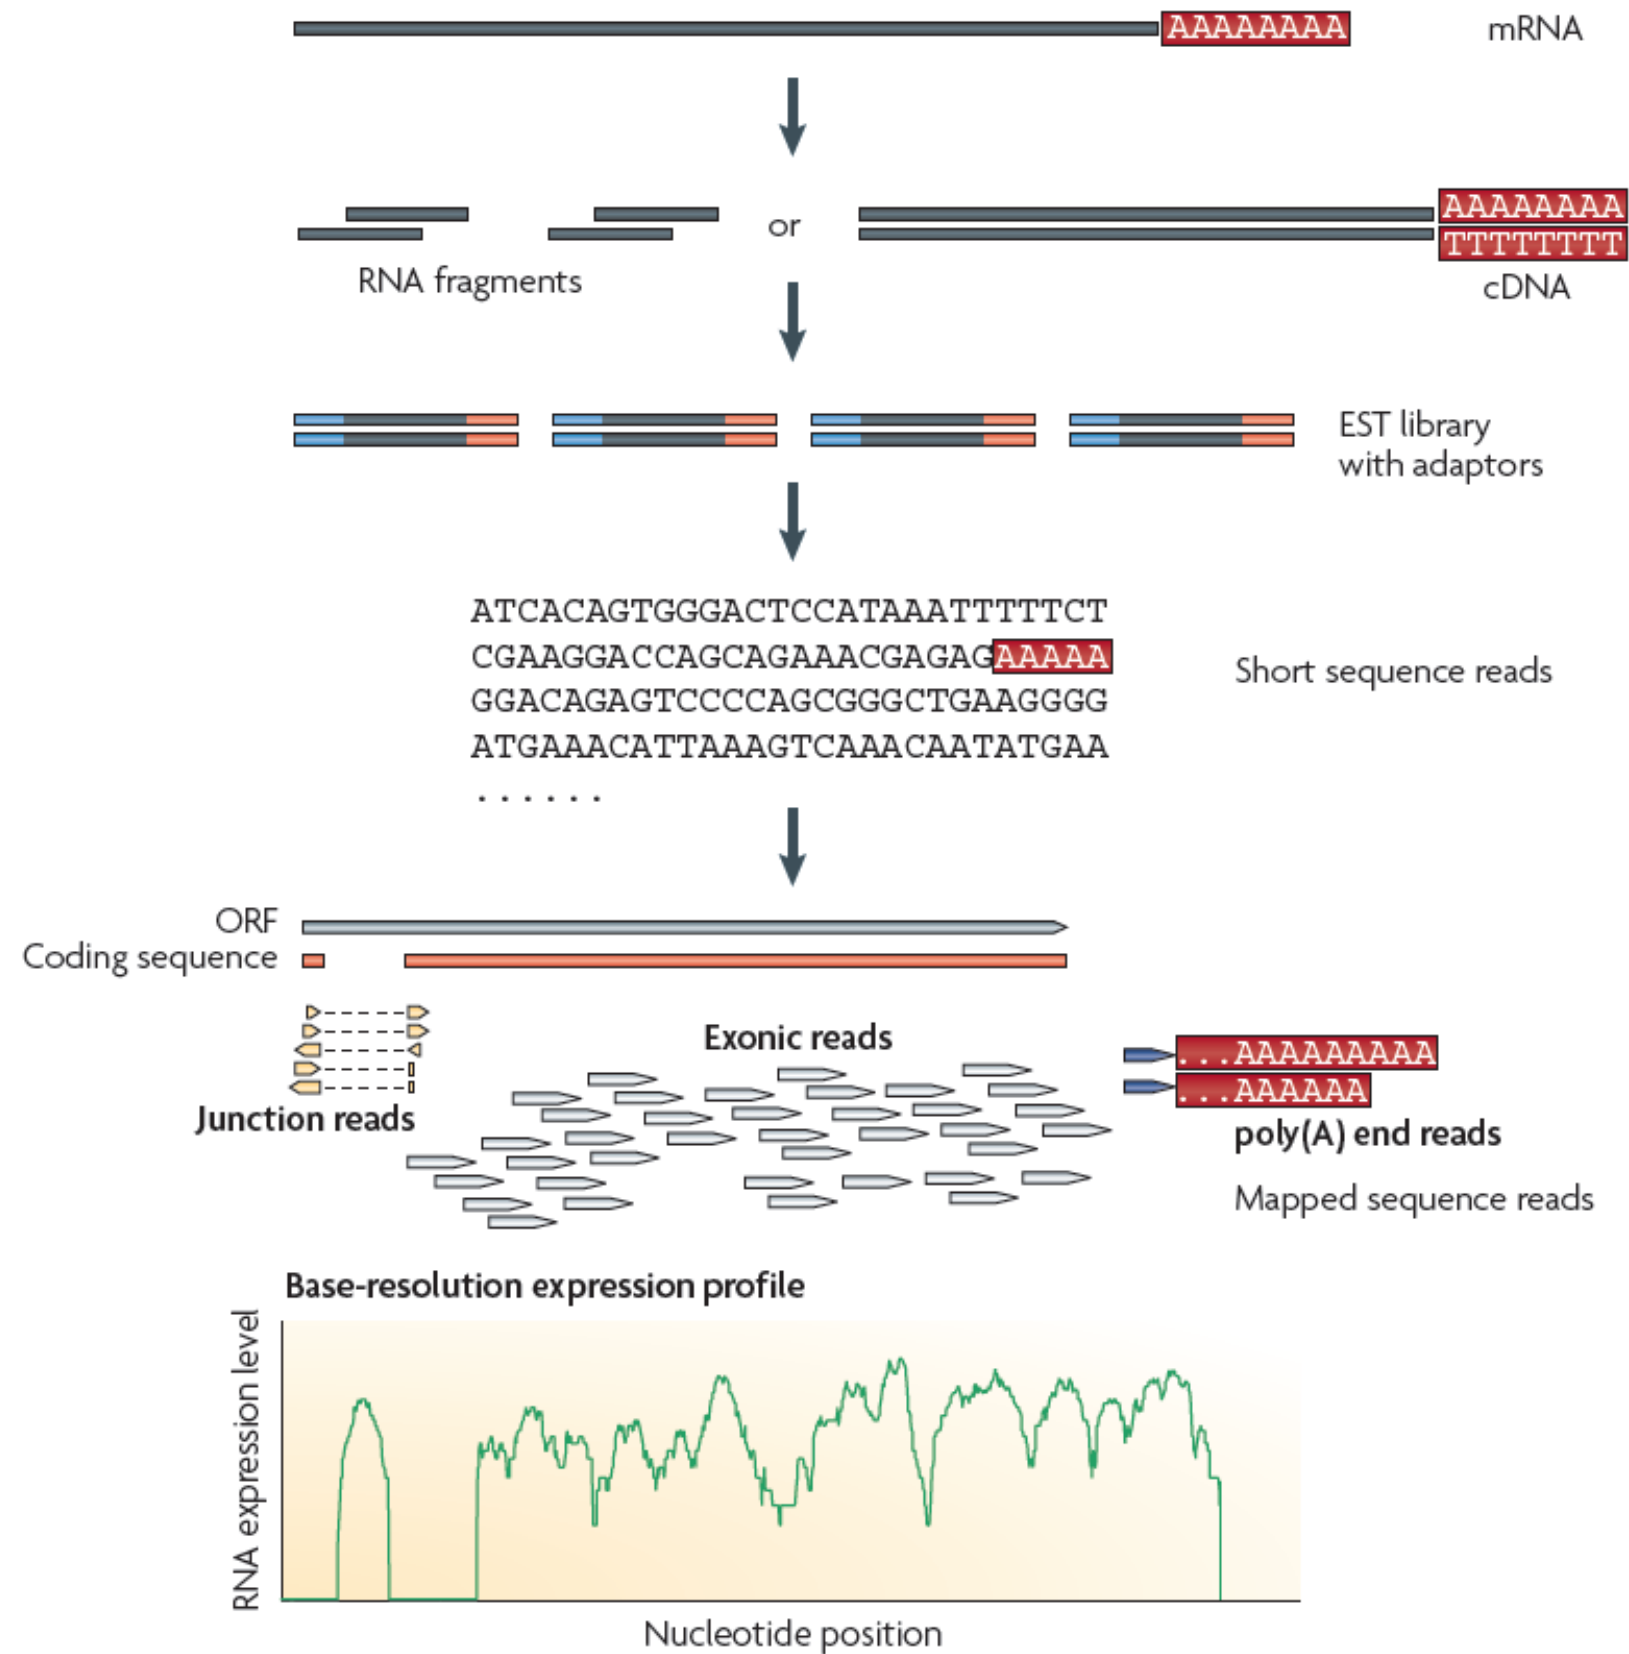 AAAAAAAA mRNA
AAAAAAAA
or
TTTTTTTT
RNA fragments
cDNA
EST library
with adaptors
ATCACAGTGGGACTCCATAAATTTTTCT
CGAAGGACCAGCAGAAACGAGAGAAAAA
GGACAGAGTCCCCAGCGGGCTGAAGGGG
ATGAAACATTAAAGTCAAACAATATGAA
. . . . . .
Short sequence reads
ORF
Coding sequence
Exonic reads
...AAAAAAAAA
...AAAAAA
Junction reads
poly(A) end reads
Mapped sequence reads
Base-resolution expression profile
RNA expression level
Nucleotide position